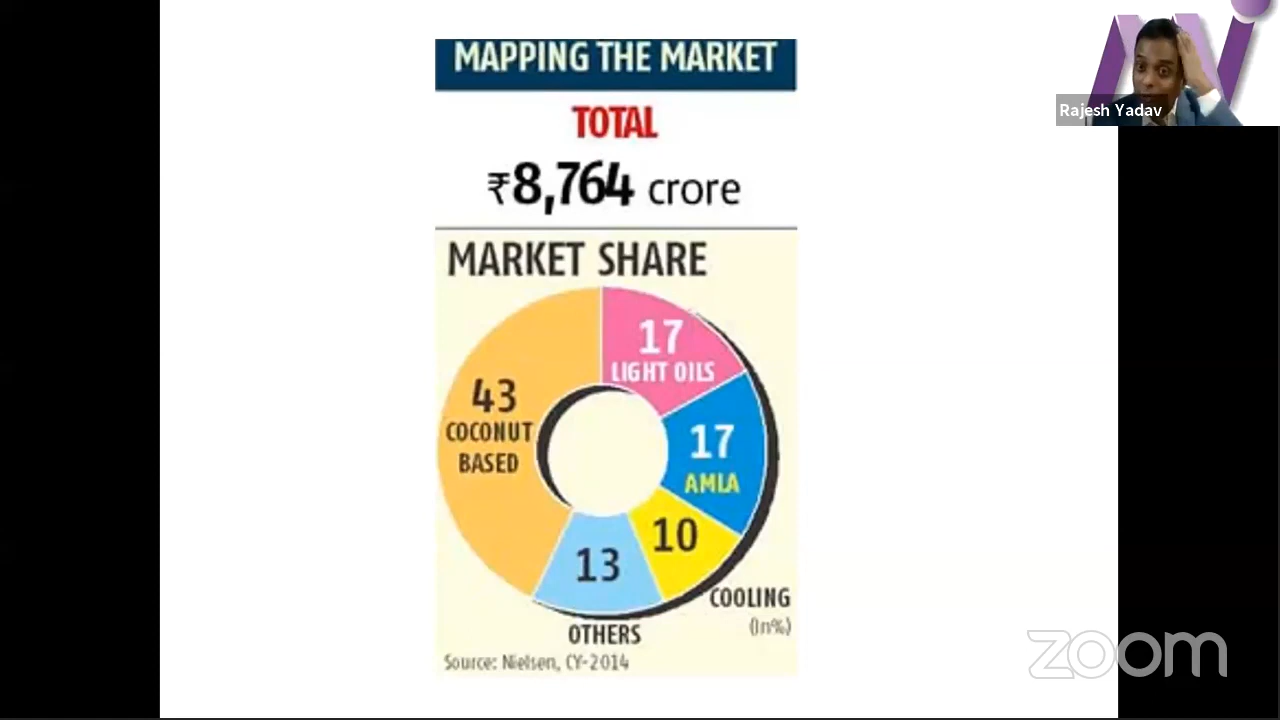 MAPPING THE MARKET
TOTAL
₹8,764 crore
MARKET SHARE
17
LIGHT OILS
43
COCONUT
BASED
17
AMLA
10
COOLING
(In%)
13
OTHERS
Source: Nielsen, CY-2014
Rajesh Yadav
zoom